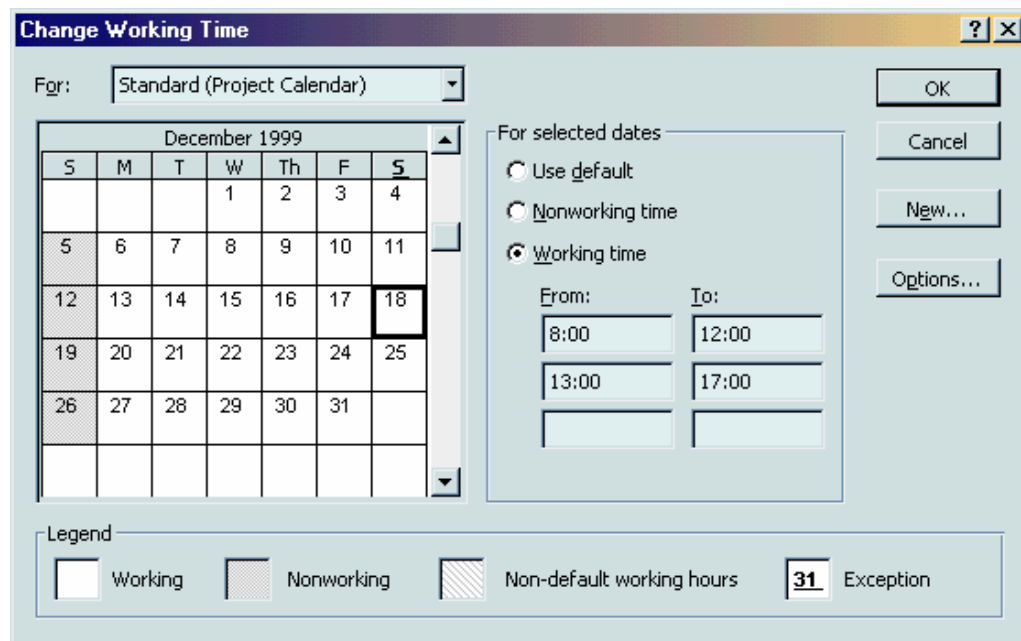 Change Working Time
For: Standard (Project Calendar)
OK
Cancel
New...
Options...
December 1999
S M T W Th F S
1 2 3 4
5 6 7 8 9 10 11
12 13 14 15 16 17 18
19 20 21 22 23 24 25
26 27 28 29 30 31
For selected dates
Use default
Nonworking time
Working time
From: To:
8:00 12:00
13:00 17:00
Legend
Working Nonworking Non-default working hours 31 Exception